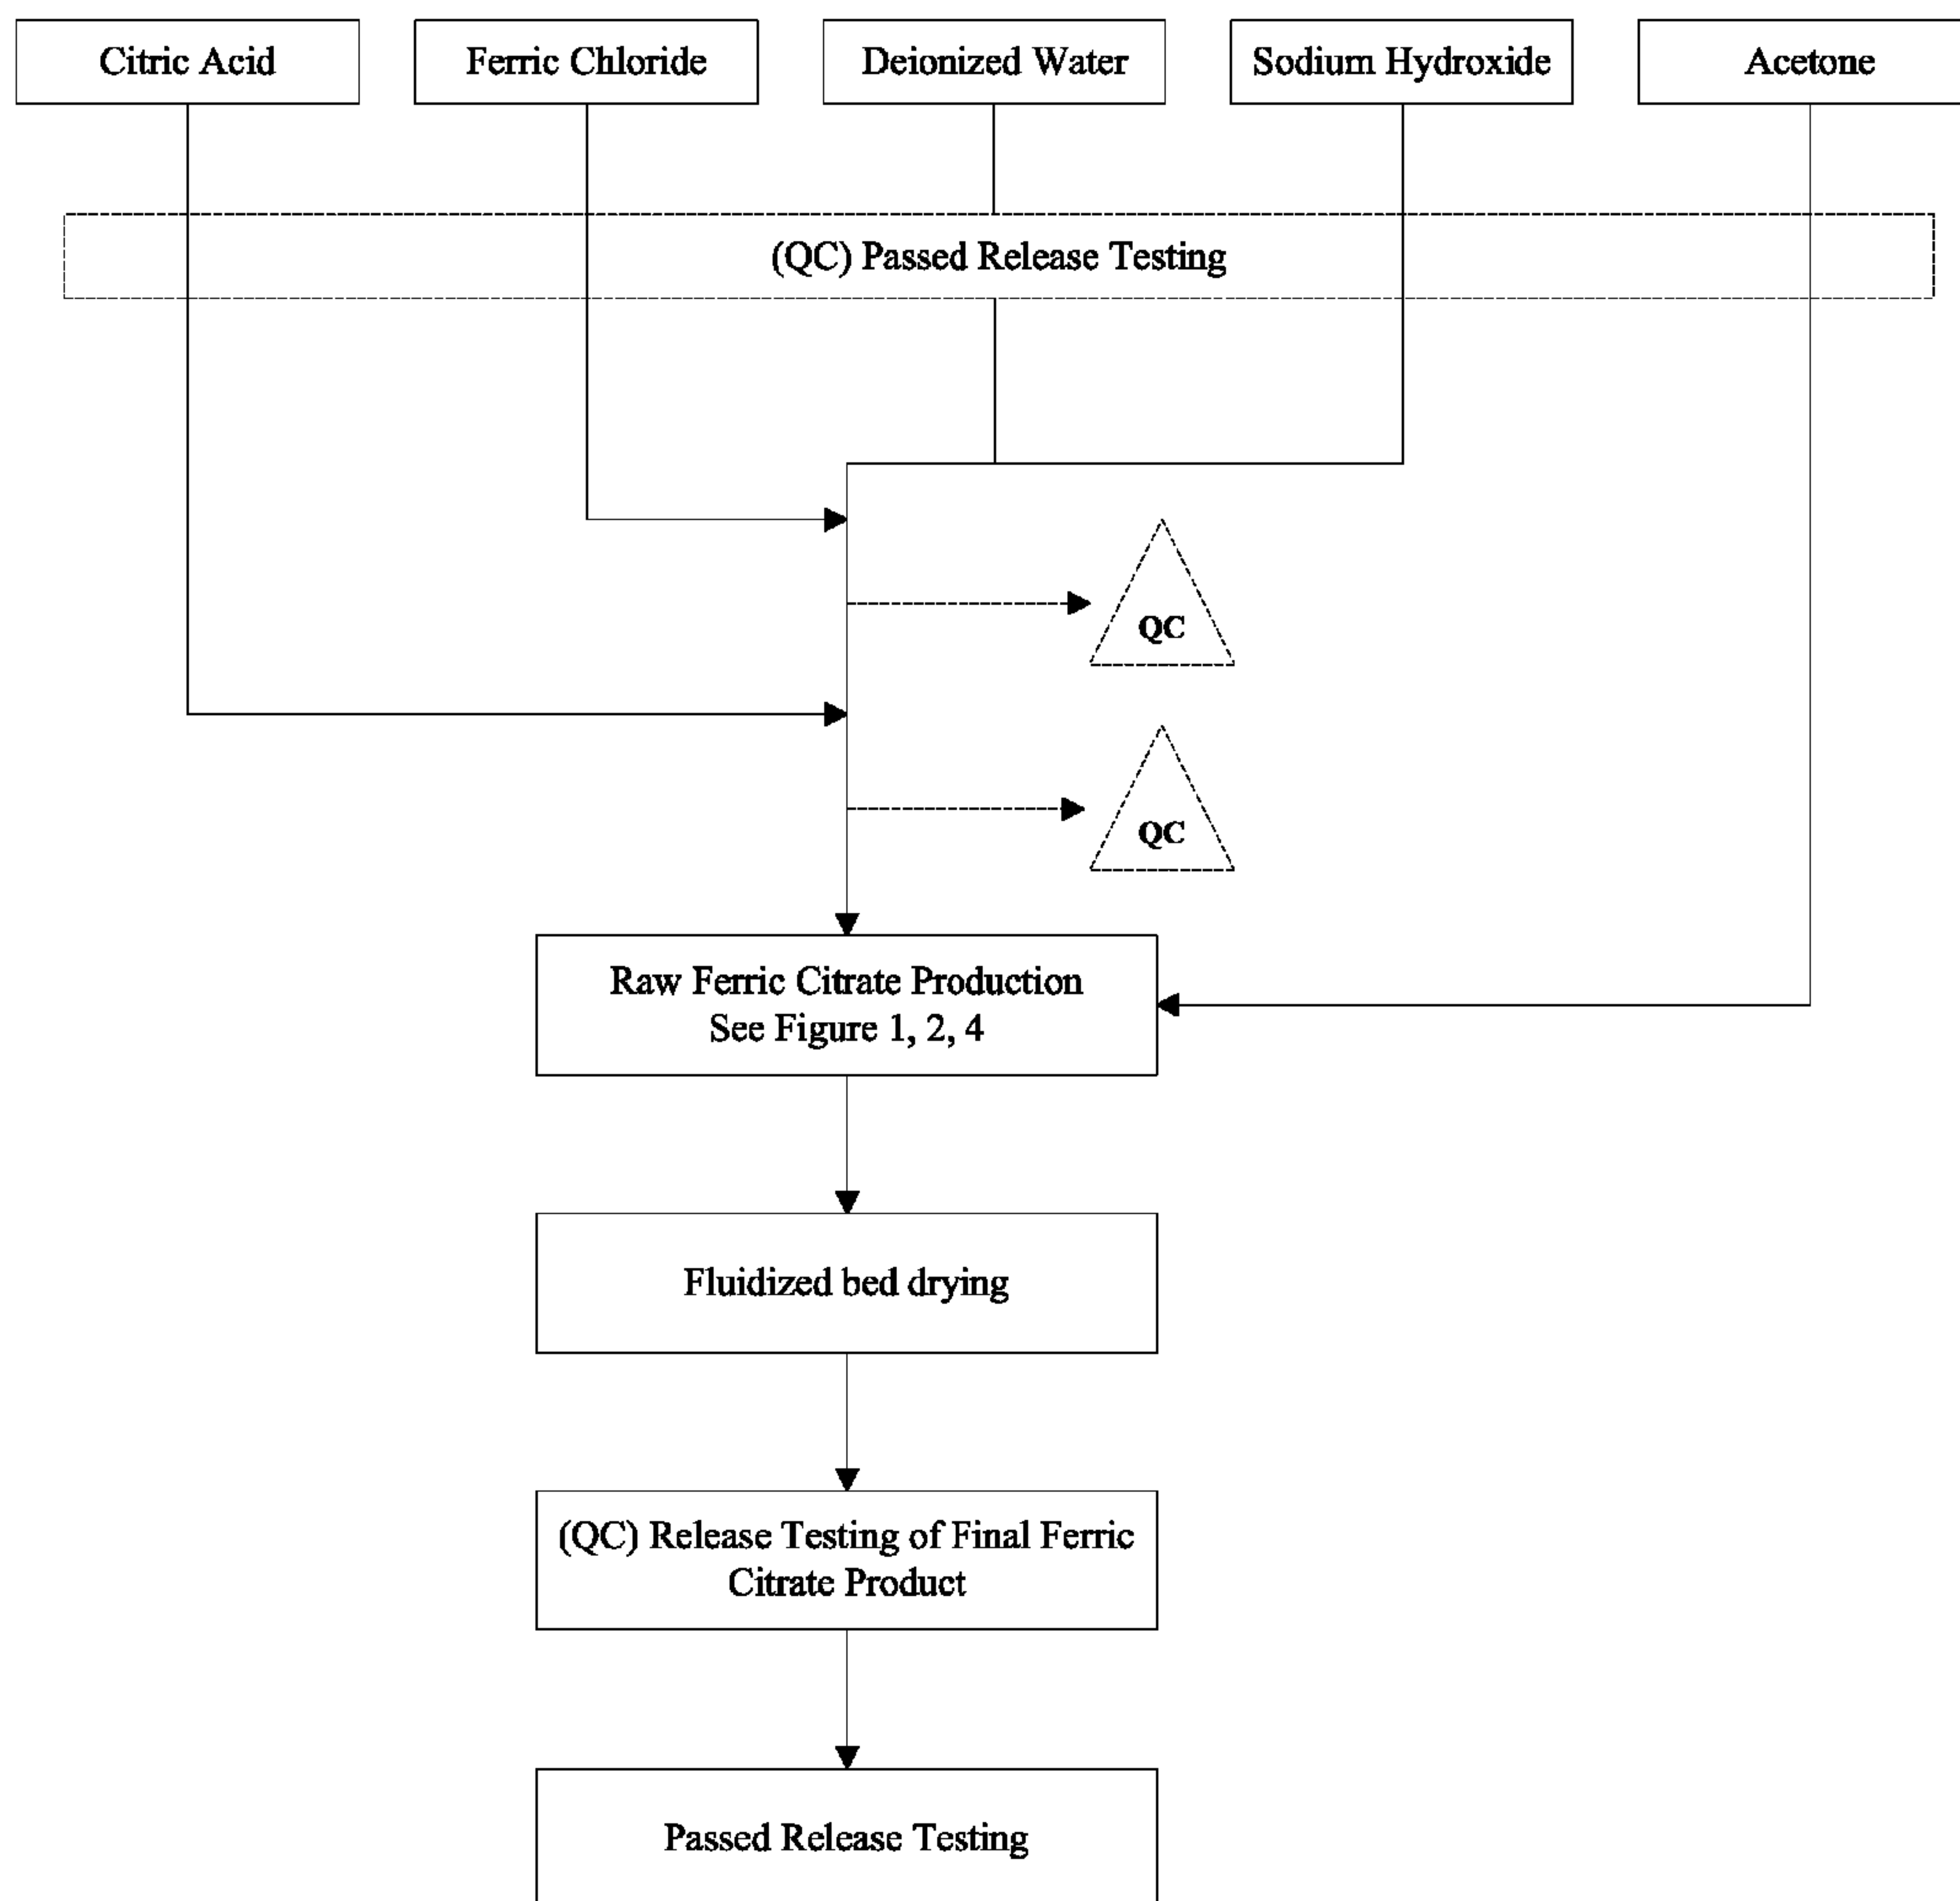 Citric Acid
Ferric Chloride
Deionized Water
Sodium Hydroxide
Acetone
(QC) Passed Release Testing
QC
QC
Raw Ferric Citrate Production
See Figure 1, 2, 4
Fluidized bed drying
(QC) Release Testing of Final Ferric
Citrate Product
Passed Release Testing